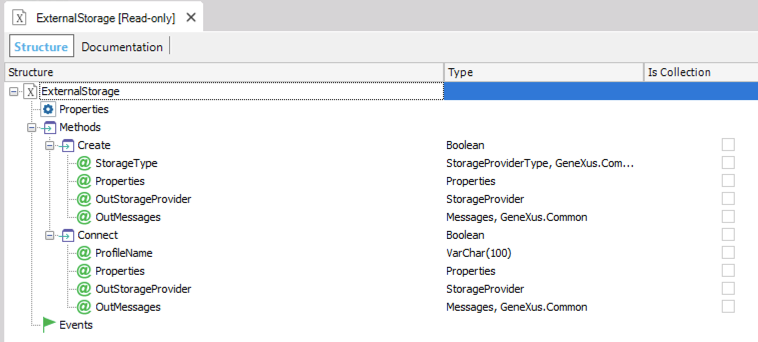 ExternalStorage [Read-only] X
Structure Documentation
Structure Type Is Collection
ExternalStorage
Properties
Methods
Create Boolean
StorageType StorageProviderType, GeneXus.Com...
Properties Properties
OutStorageProvider StorageProvider
OutMessages Messages, GeneXus.Common
Connect Boolean
ProfileName VarChar(100)
Properties Properties
OutStorageProvider StorageProvider
OutMessages Messages, GeneXus.Common
Events